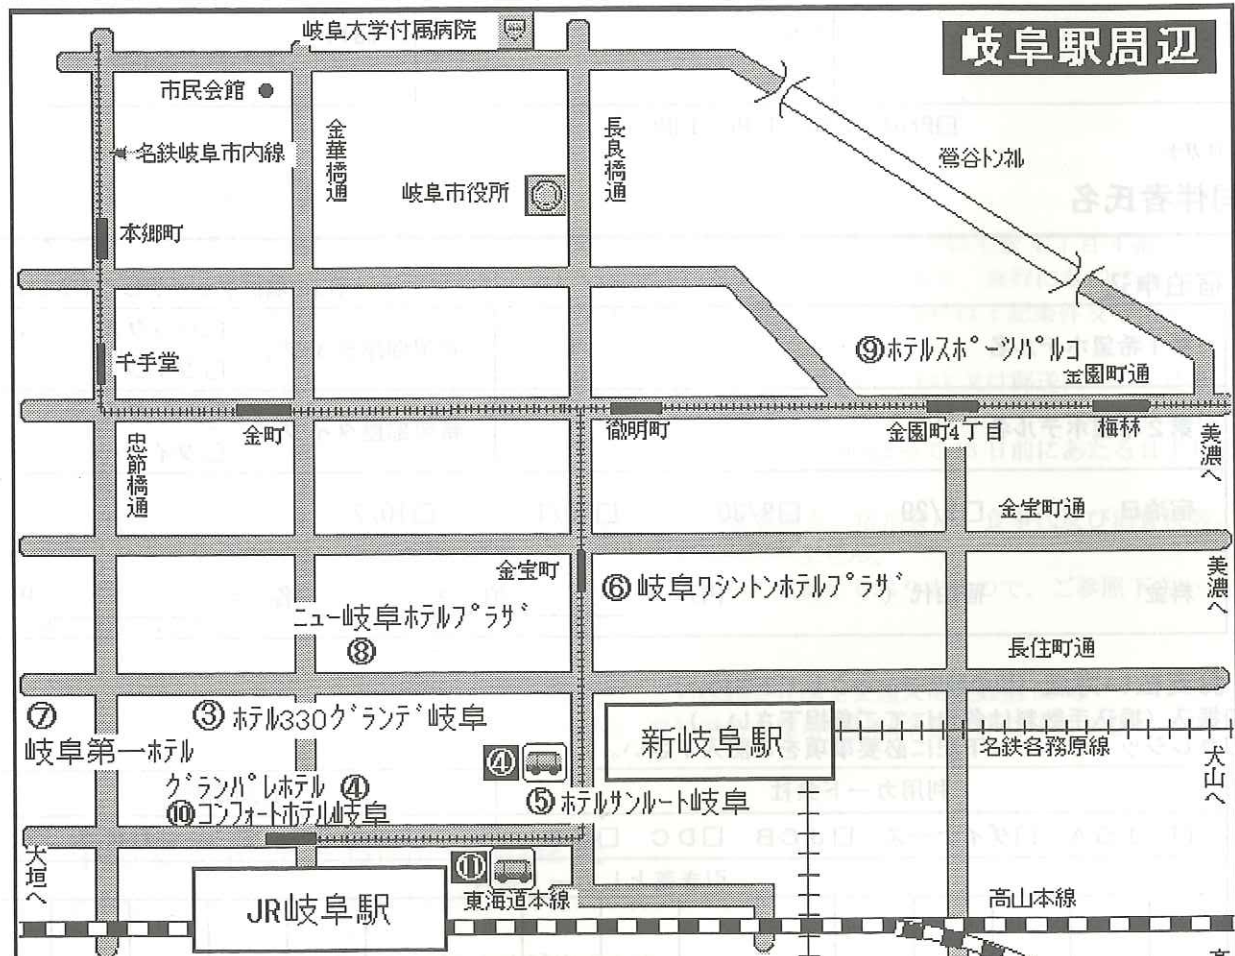 岐阜大学付属病院
岐阜駅周辺
市民会館
金華橋通
長良橋通
名鉄岐阜市内線
鶯谷トンネル
岐阜市役所
本郷町
千手堂
⑨ホテルスポーツパルコ
金園町通
金町
徹明町
金園町4丁目
梅林
美濃へ
忠節橋通
金宝町通
金宝町
⑥岐阜ワシントンホテルプラザ
美濃へ
ニュー岐阜ホテルプラザ
⑧
長住町通
⑦
岐阜第一ホテル
③ホテル330グランデ岐阜
新岐阜駅
名鉄各務原線
犬山へ
グランパレホテル ④
④
⑤ホテルサンルート岐阜
⑩コンフォートホテル岐阜
大垣へ
⑪
JR岐阜駅
東海道本線
高山本線
高